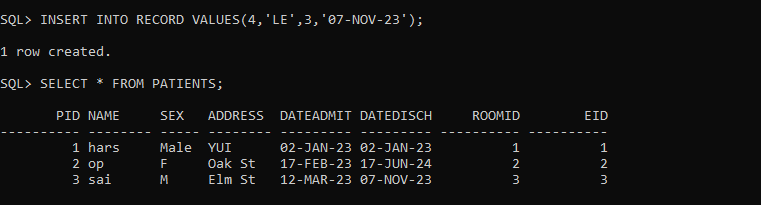 SQL> INSERT INTO RECORD VALUES(4,'LE',3,'07-NOV-23');
1 row created.
SQL> SELECT * FROM PATIENTS;
PID NAME SEX ADDRESS DATEADMIT DATEDISCH ROOMID EID
---------- -------- ----- -------- --------- --------- ---------- ----------
1 hars Male YUI 02-JAN-23 02-JAN-23 1 1
2 op F Oak St 17-FEB-23 17-JUN-24 2 2
3 sai M Elm St 12-MAR-23 07-NOV-23 3 3